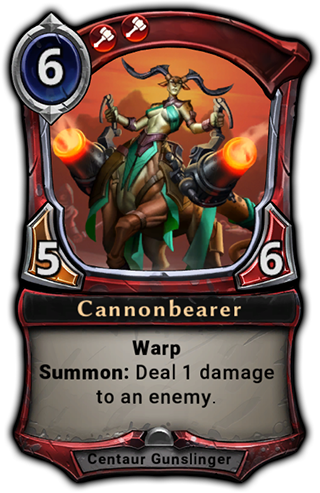 6
5
6
Cannonbearer
Warp
Summon: Deal 1 damage
to an enemy.
Centaur Gunslinger